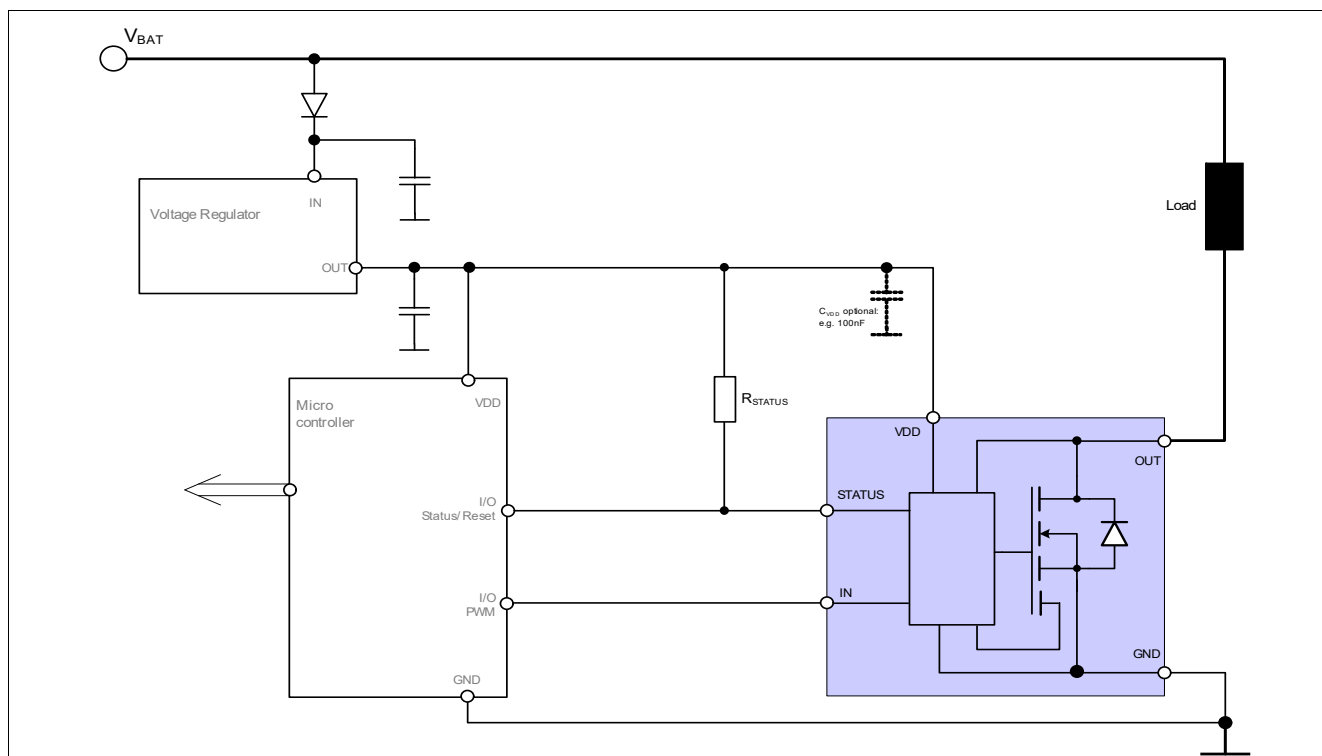 VBAT
Voltage Regulator
IN
OUT
Load
CVDD optional:
e.g. 100nF
Micro
controller
VDD
RSTATUS
I/O
Status/Reset
I/O
PWM
GND
VDD
OUT
STATUS
IN
GND